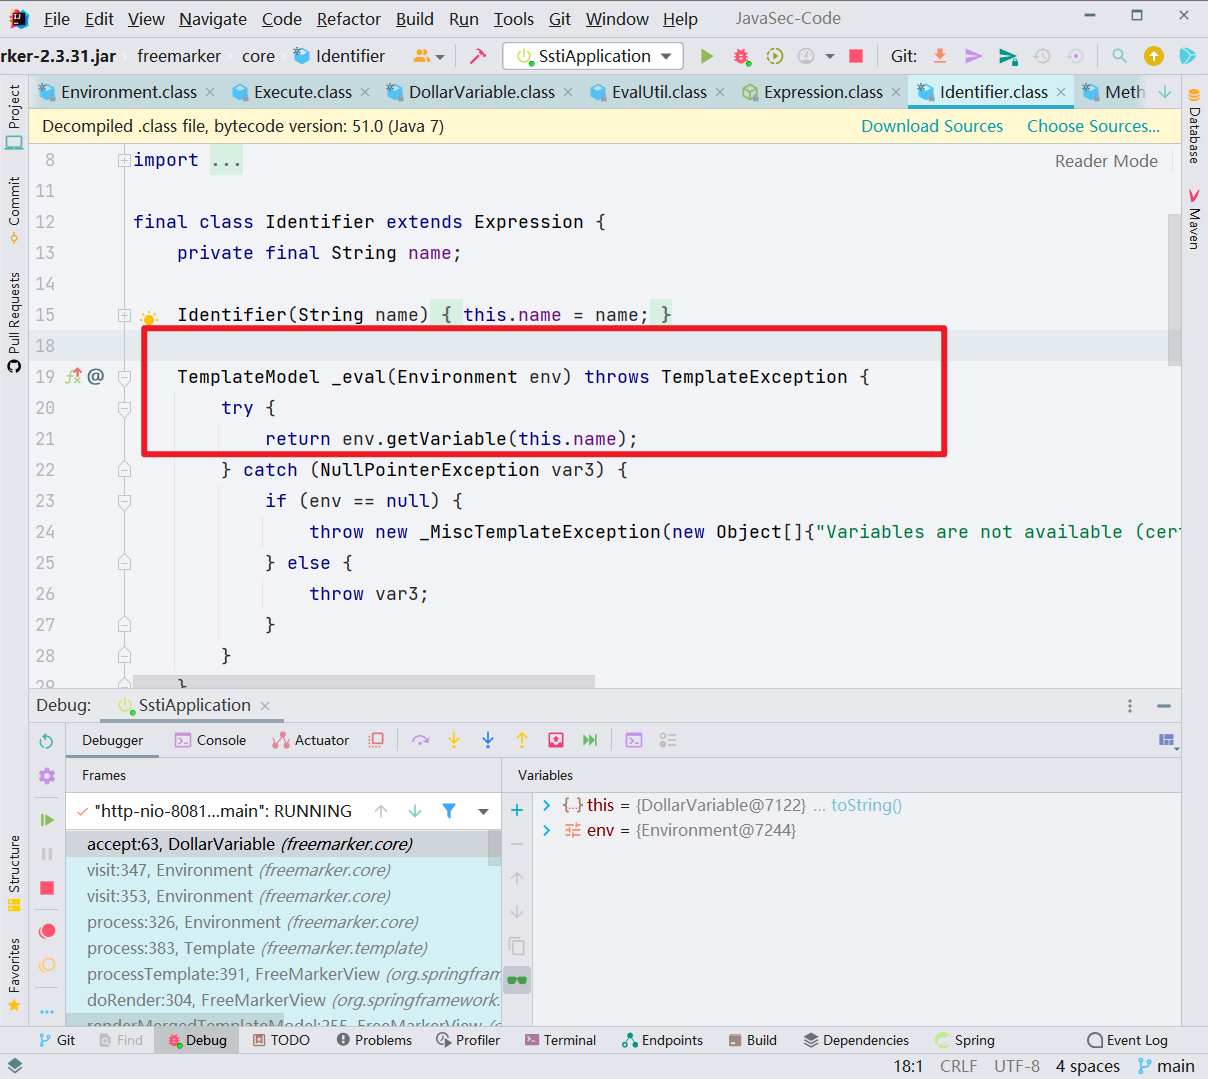 File Edit View Navigate Code Refactor Build Run Tools Git Window Help JavaSec-Code
rker-2.3.31.jar freemarker core Identifier SstiApplication Git:
Environment.class Execute.class DollarVariable.class EvalUtil.class Expression.class Identifier.class Meth
Decompiled .class file, bytecode version: 51.0 (Java 7) Download Sources Choose Sources...
Reader Mode
8 import ...
11
12 final class Identifier extends Expression {
13 private final String name;
14
15 Identifier(String name) { this.name = name; }
18
19 TemplateModel _eval(Environment env) throws TemplateException {
20 try {
21 return env.getVariable(this.name);
22 } catch (NullPointerException var3) {
23 if (env == null) {
24 throw new _MiscTemplateException(new Object[]{"Variables are not available (cer
25 } else {
26 throw var3;
27 }
28 }
29 }
Project
Commit
Pull Requests
Structure
Favorites
Database
Maven
Debug: SstiApplication
Debugger Console Actuator
Frames Variables
"http-nio-8081...main": RUNNING
accept:63, DollarVariable (freemarker.core)
visit:347, Environment (freemarker.core)
visit:353, Environment (freemarker.core)
process:326, Environment (freemarker.core)
process:383, Template (freemarker.template)
processTemplate:391, FreeMarkerView (org.springfram
doRender:304, FreeMarkerView (org.springframework.
renderMergedTemplateModel:255, FreeMarkerView (o
this = {DollarVariable@7122} ... toString()
env = {Environment@7244}
Git Find Debug TODO Problems Profiler Terminal Endpoints Build Dependencies Spring Event Log
18:1 CRLF UTF-8 4 spaces main